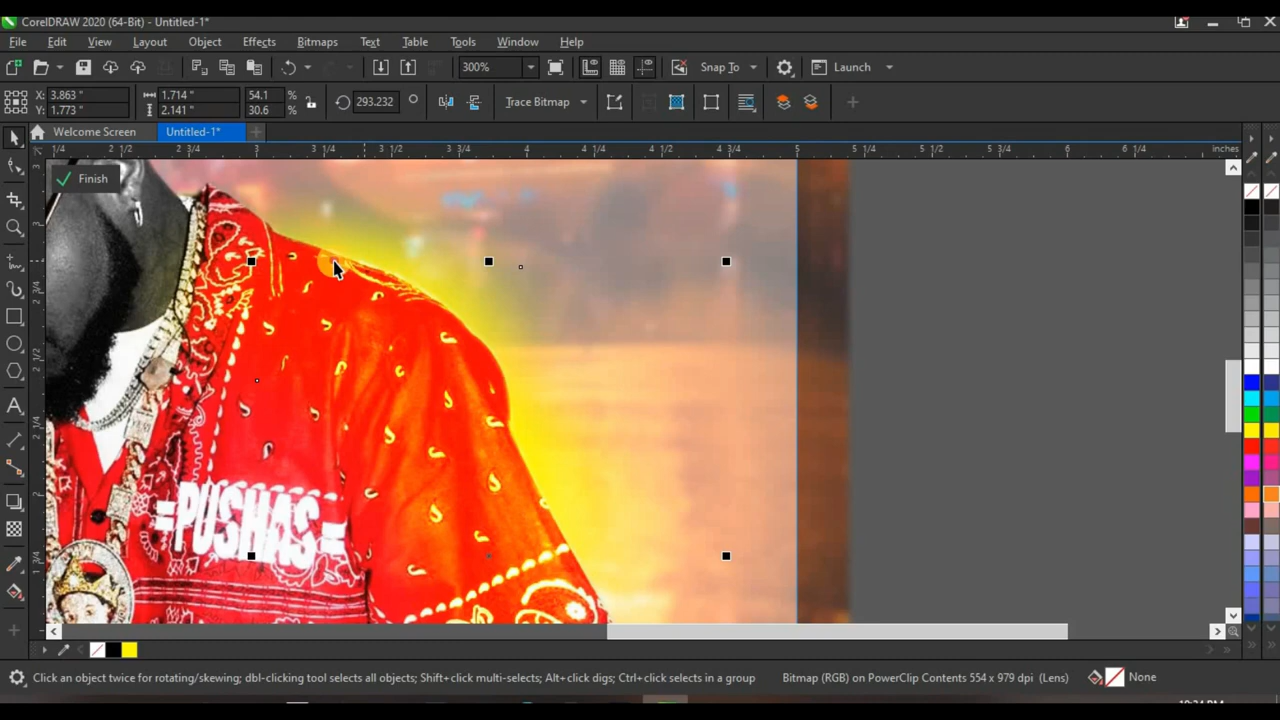 CorelDRAW 2020 (64-Bit) - Untitled-1*
File Edit View Layout Object Effects Bitmaps Text Table Tools Window Help
300% Snap To Launch
X: 3.863 " 1.714 " 54.1 % 293.232 ° Trace Bitmap
Y: 1.773 " 2.141 " 30.6 %
Welcome Screen Untitled-1*
1/4 2 1/2 2 3/4 3 3 1/4 3 1/2 3 3/4 4 4 1/4 4 1/2 4 3/4 5 5 1/4 5 1/2 5 3/4 6 6 1/4 inches
Finish
=PUSHAS=
Click an object twice for rotating/skewing; dbl-clicking tool selects all objects; Shift+click multi-selects; Alt+click digs; Ctrl+click selects in a group Bitmap (RGB) on PowerClip Contents 554 x 979 dpi (Lens) None
10:34 PM